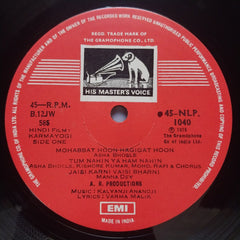 REGD. TRADE MARK OF
THE GRAMOPHONE CO., LTD.
HIS MASTER'S VOICE
45—R.P.M.
B.12JW
58$
HINDI FILM:
KARMAYOGI
SIDE ONE
45-NLP.
1040
℗ 1978
The Gramophone
Co of India Ltd.
MOHABBAT HOON-HAQIQAT HOON
ASHA BHOSLE
TUM NAHIN YA HAM NAHIN
ASHA BHOSLE, KISHORE KUMAR, MOHD. RAFI & CHORUS
JAISI KARNI VAISI BHARNI
MANNA DEY
A. R. PRODUCTIONS
MUSIC: KALYANJI ANANDJI
LYRICS: VARMA MALIK
EMI
MADE IN INDIA